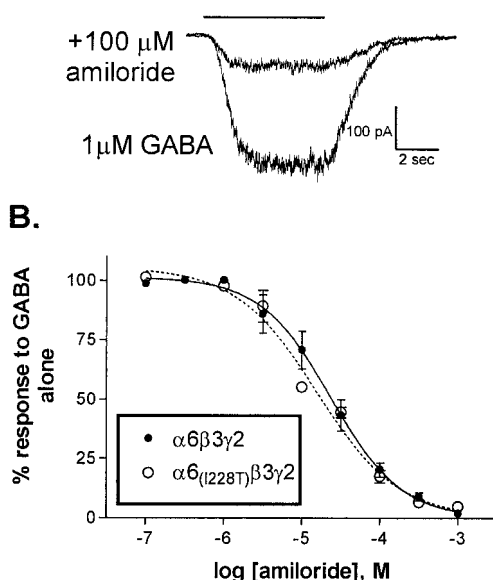 +100 μM
amiloride
1μM GABA
100 pA
2 sec
B.
% response to GABA
alone
100
75
50
25
0
α6β3γ2
α6(I228T)β3γ2
-7
-6
-5
-4
-3
log [amiloride], M